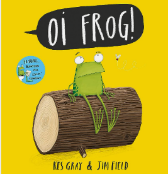 OI FROG!
KES GRAY & JIM FIELD